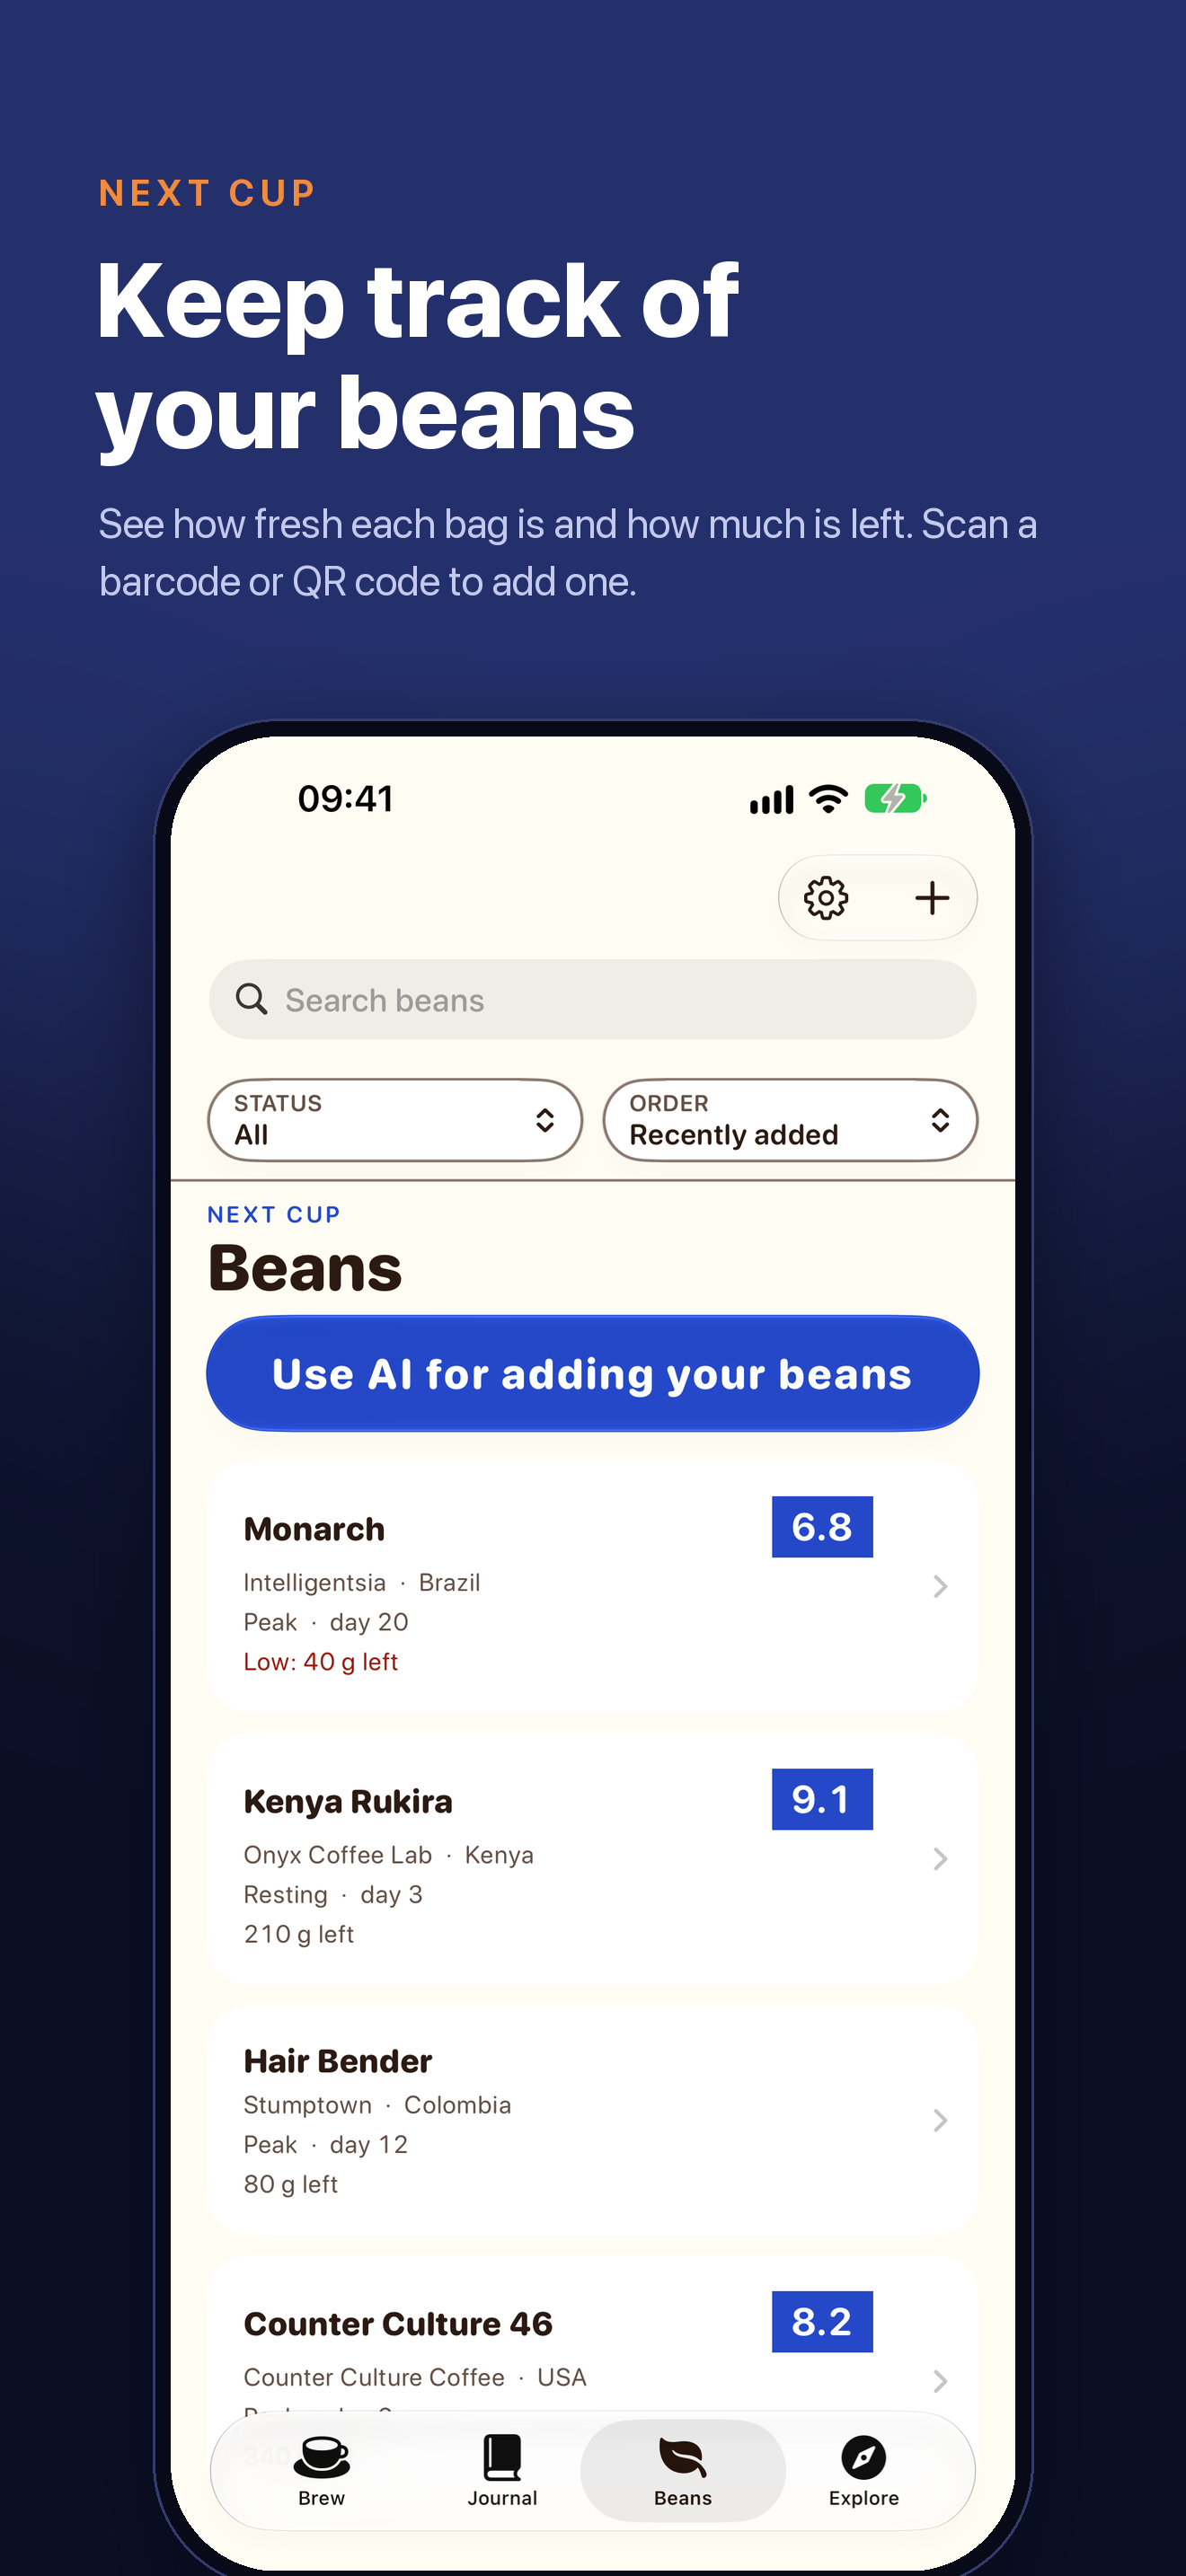 NEXT CUP
Keep track of
your beans
See how fresh each bag is and how much is left. Scan a
barcode or QR code to add one.
09:41
Search beans
STATUS
All
ORDER
Recently added
NEXT CUP
Beans
Use AI for adding your beans
Monarch
6.8
Intelligentsia · Brazil
Peak · day 20
Low: 40 g left
Kenya Rukira
9.1
Onyx Coffee Lab · Kenya
Resting · day 3
210 g left
Hair Bender
Stumptown · Colombia
Peak · day 12
80 g left
Counter Culture 46
8.2
Counter Culture Coffee · USA
340
Brew
Journal
Beans
Explore